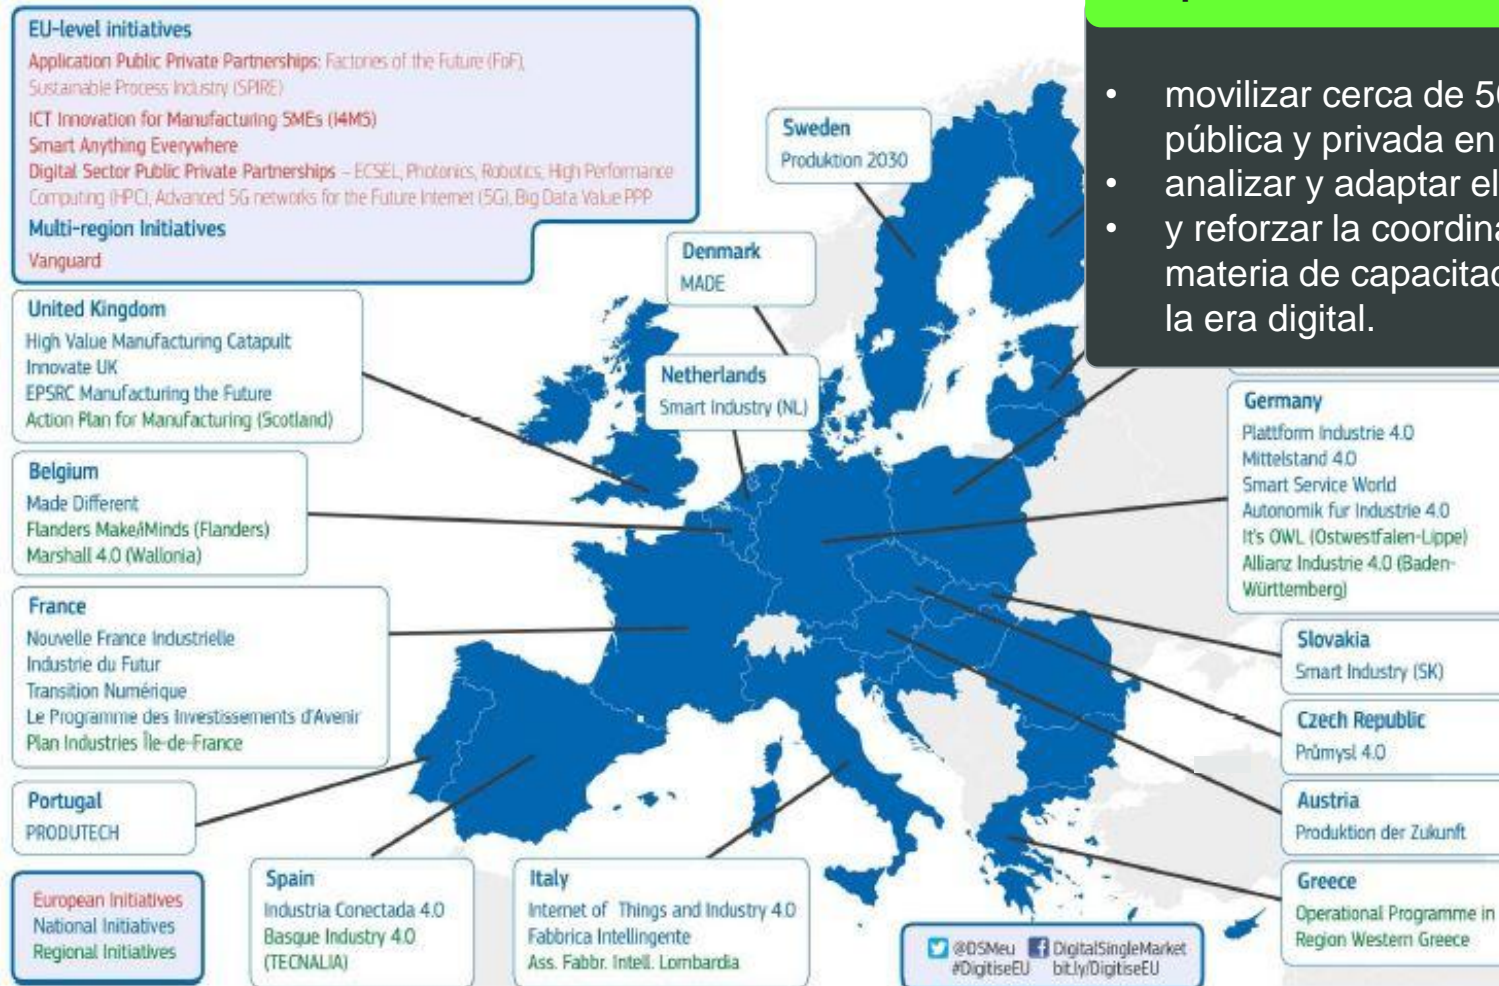 EU-level initiatives
Application Public Private Partnerships: Factories of the Future (FoF),
Sustainable Process Industry (SPIRE)
ICT Innovation for Manufacturing SMEs (I4MS)
Smart Anything Everywhere
Digital Sector Public Private Partnerships – ECSEL, Photonics, Robotics, High Performance
Computing (HPC), Advanced 5G networks for the Future Internet (5G), Big Data Value PPP
Multi-region Initiatives
Vanguard
• movilizar cerca de
pública y privada en
• analizar y adaptar el
• y reforzar la
materia de
la era digital.
Sweden
Produktion 2030
Denmark
MADE
Netherlands
Smart Industry (NL)
United Kingdom
High Value Manufacturing Catapult
Innovate UK
EPSRC Manufacturing the Future
Action Plan for Manufacturing (Scotland)
Belgium
Made Different
Flanders Make/iMinds (Flanders)
Marshall 4.0 (Wallonia)
France
Nouvelle France Industrielle
Industrie du Futur
Transition Numérique
Le Programme des Investissements d'Avenir
Plan Industries Île-de-France
Portugal
PRODUTECH
European Initiatives
National Initiatives
Regional Initiatives
Spain
Industria Conectada 4.0
Basque Industry 4.0
(TECNALIA)
Italy
Internet of Things and Industry 4.0
Fabbrica Intellingente
Ass. Fabbr. Intell. Lombardia
@DSMeu DigitalSingleMarket
#DigitiseEU bit.ly/DigitiseEU
Germany
Plattform Industrie 4.0
Mittelstand 4.0
Smart Service World
Autonomik fur Industrie 4.0
It's OWL (Ostwestfalen-Lippe)
Allianz Industrie 4.0 (Baden-
Württemberg)
Slovakia
Smart Industry (SK)
Czech Republic
Průmysl 4.0
Austria
Produktion der Zukunft
Greece
Operational Programme in
Region Western Greece